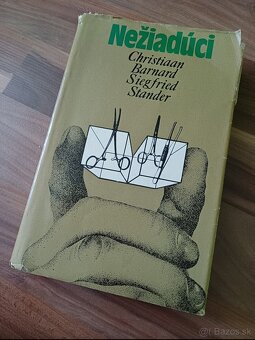 Nežiadúci
Christiaan
Barnard
Siegfried
Stander
Bazos.sk